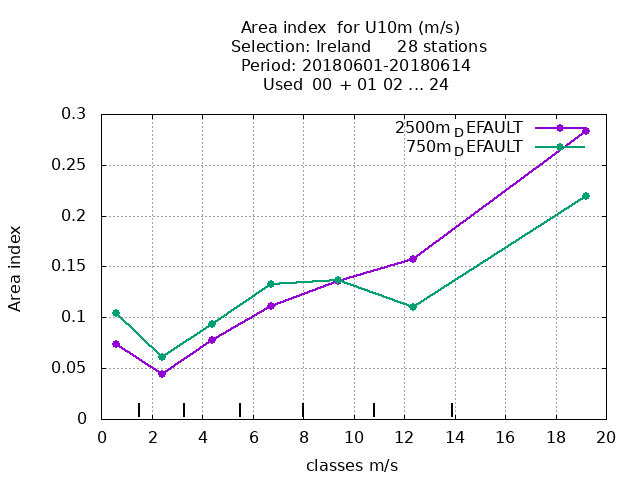 Area index  for U10m (m/s)
Selection: Ireland     28 stations
Period: 20180601-20180614
Used  00 + 01 02 ... 24
0.3
2500m_DEFAULT
750m_DEFAULT
0.25
0.2
0.15
0.1
0.05
0
Area index
0 2 4 6 8 10 12 14 16 18 20
classes m/s